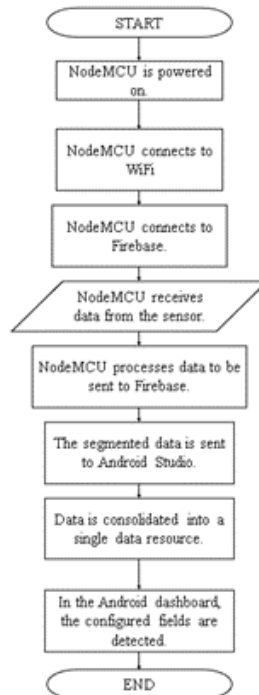 START
NodeMCU is powered
on.
NodeMCU connects to
WiFi
NodeMCU connects to
Firebase.
NodeMCU receives
data from the sensor.
NodeMCU processes data to be
sent to Firebase.
The segmented data is sent
to Android Studio.
Data is consolidated into a
single data resource.
In the Android dashboard,
the configured fields are
detected.
END